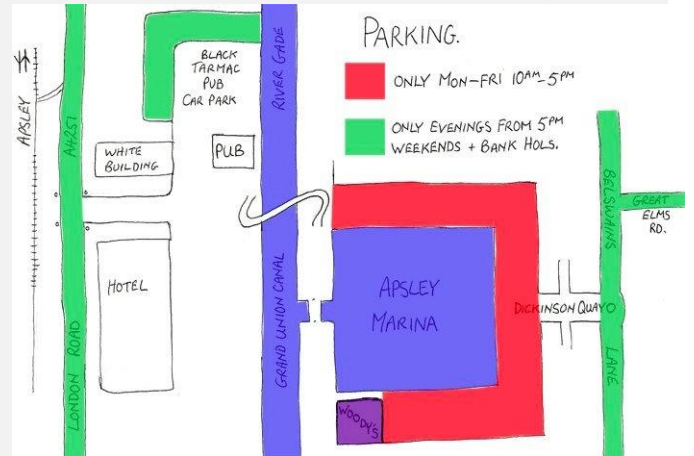 PARKING.
ONLY MON-FRI 10AM-5PM
ONLY EVENINGS FROM 5PM
WEEKENDS + BANK HOLS.
BLACK
TARMAC
PUB
CAR PARK
RIVER GADE
APSLEY
A4251
WHITE
BUILDING
PUB
BELSWAINS
LANE
GREAT
ELMS
RD.
HOTEL
GRAND UNION CANAL
APSLEY
MARINA
DICKINSON QUAY
LONDON ROAD
WOODY'S